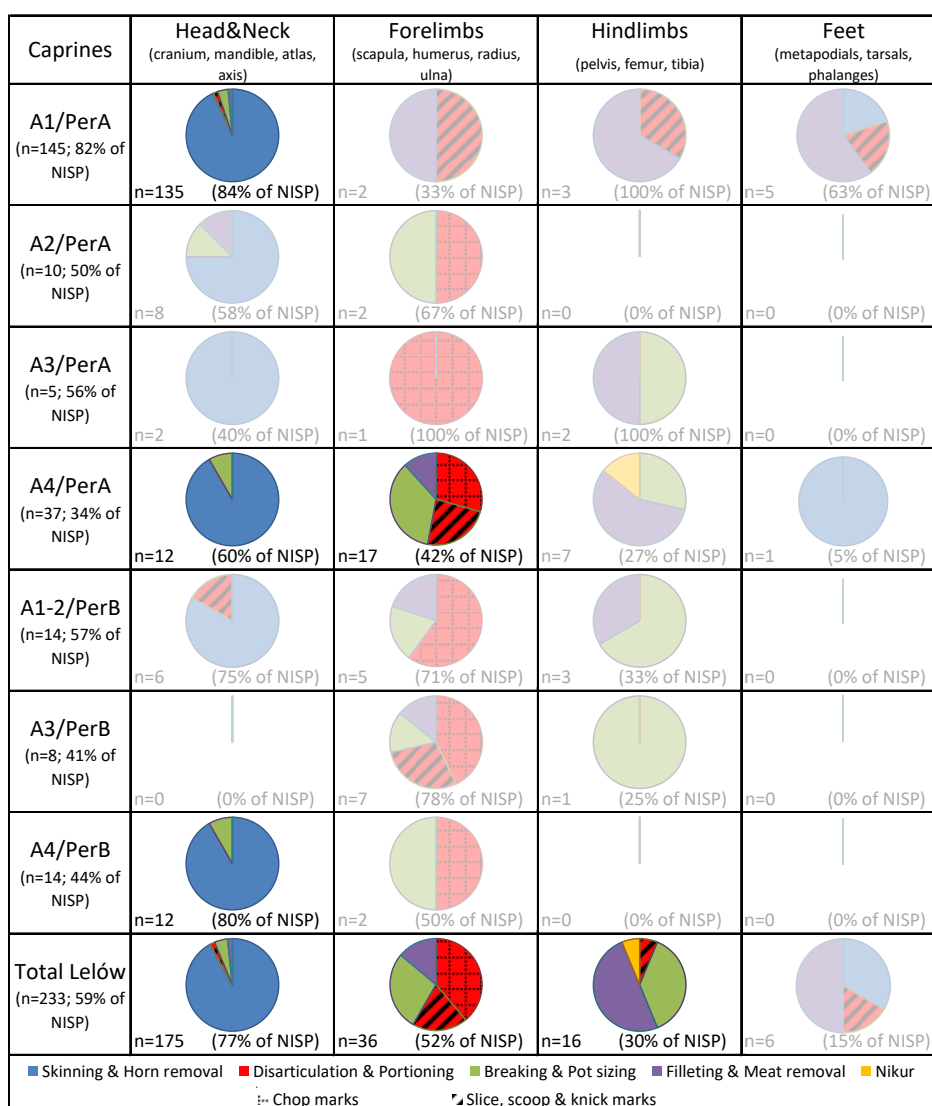 Caprines
Head&Neck
(cranium, mandible, atlas,
axis)
Forelimbs
(scapula, humerus, radius,
ulna)
Hindlimbs
(pelvis, femur, tibia)
Feet
(metapodials, tarsals,
phalanges)
A1/PerA
(n=145; 82% of
NISP)
n=135 (84% of NISP)
n=2 (33% of NISP)
n=3 (100% of NISP)
n=5 (63% of NISP)
A2/PerA
(n=10; 50% of
NISP)
n=8 (58% of NISP)
n=2 (67% of NISP)
n=0 (0% of NISP)
n=0 (0% of NISP)
A3/PerA
(n=5; 56% of
NISP)
n=2 (40% of NISP)
n=1 (100% of NISP)
n=2 (100% of NISP)
n=0 (0% of NISP)
A4/PerA
(n=37; 34% of
NISP)
n=12 (60% of NISP)
n=17 (42% of NISP)
n=7 (27% of NISP)
n=1 (5% of NISP)
A1-2/PerB
(n=14; 57% of
NISP)
n=6 (75% of NISP)
n=5 (71% of NISP)
n=3 (33% of NISP)
n=0 (0% of NISP)
A3/PerB
(n=8; 41% of
NISP)
n=0 (0% of NISP)
n=7 (78% of NISP)
n=1 (25% of NISP)
n=0 (0% of NISP)
A4/PerB
(n=14; 44% of
NISP)
n=12 (80% of NISP)
n=2 (50% of NISP)
n=0 (0% of NISP)
n=0 (0% of NISP)
Total Lelów
(n=233; 59% of
NISP)
n=175 (77% of NISP)
n=36 (52% of NISP)
n=16 (30% of NISP)
n=6 (15% of NISP)
Skinning & Horn removal Disarticulation & Portioning Breaking & Pot sizing Filleting & Meat removal Nikur
Chop marks Slice, scoop & knick marks